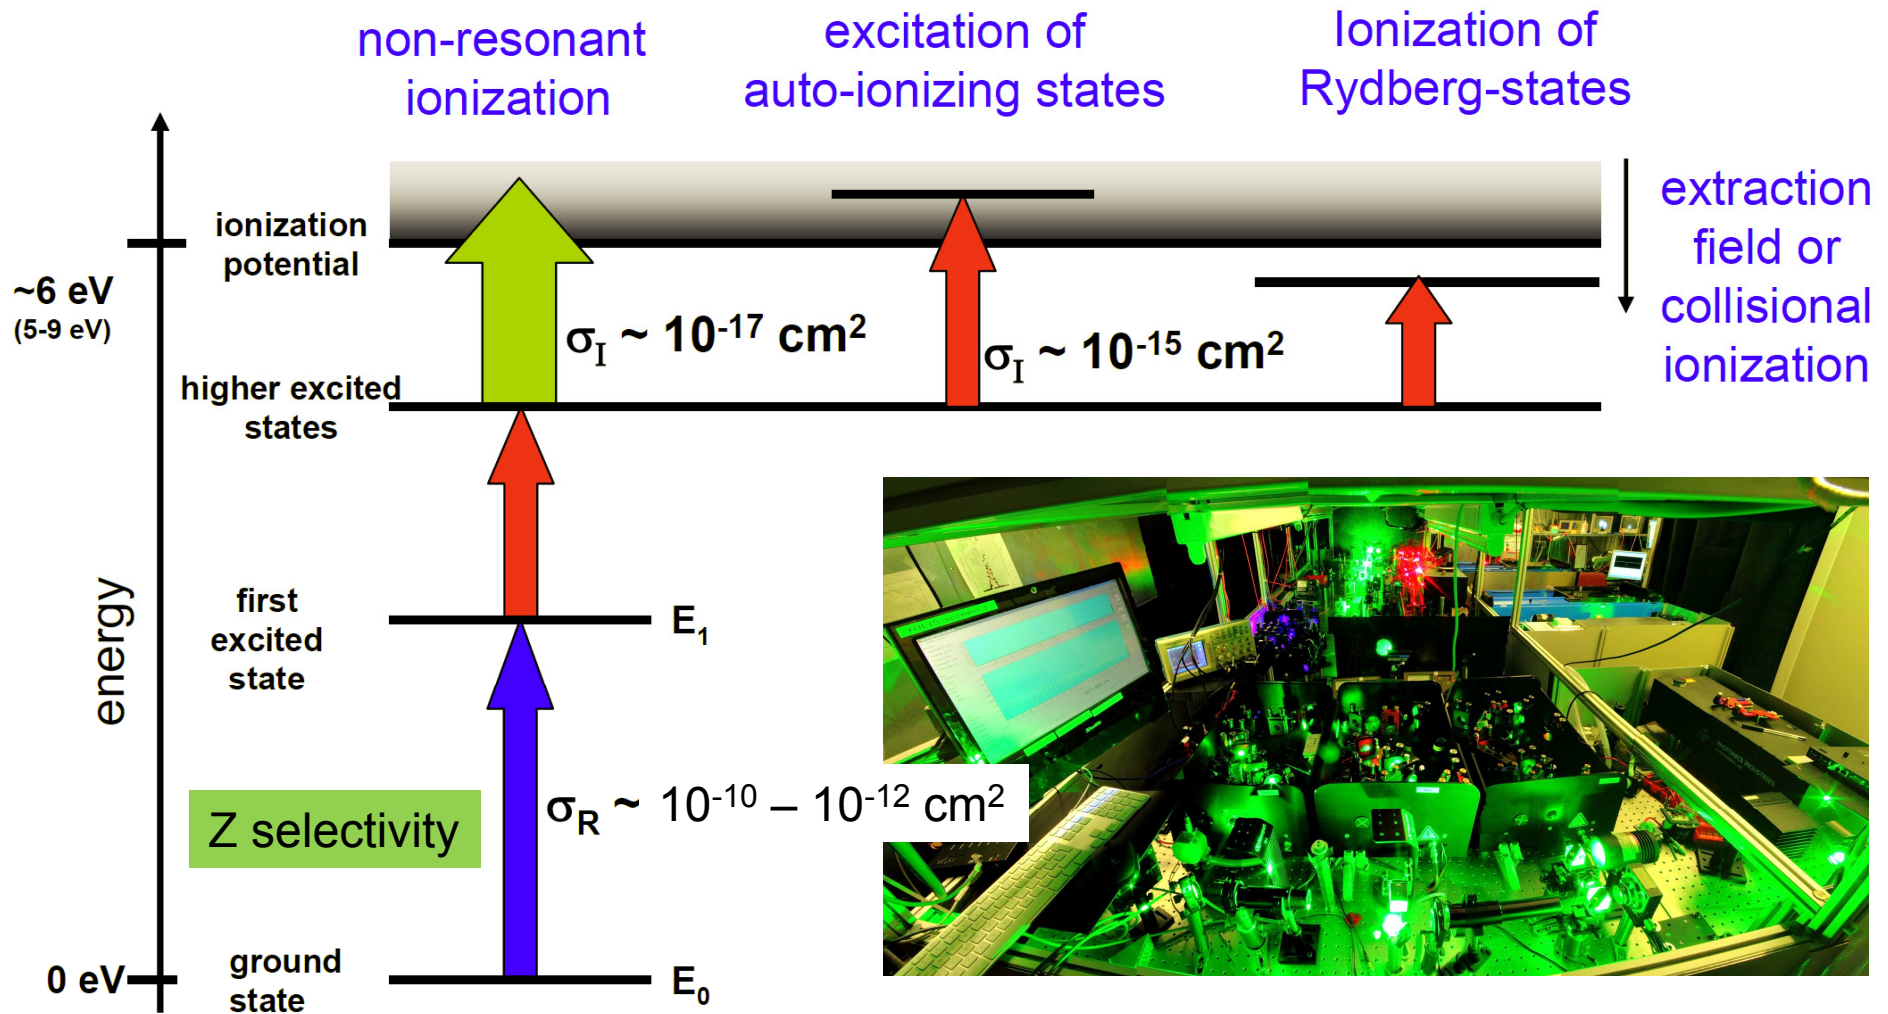 non-resonant
ionization
excitation of
auto-ionizing states
Ionization of
Rydberg-states
ionization
potential
~6 eV
(5-9 eV)
extraction
field or
collisional
ionization
σI ~ 10-17 cm2
σI ~ 10-15 cm2
higher excited
states
energy
first
excited
state
E1
Z selectivity
σR ~ 10-10 – 10-12 cm2
0 eV
ground
state
E0
PHOTONICS INDUSTRIES